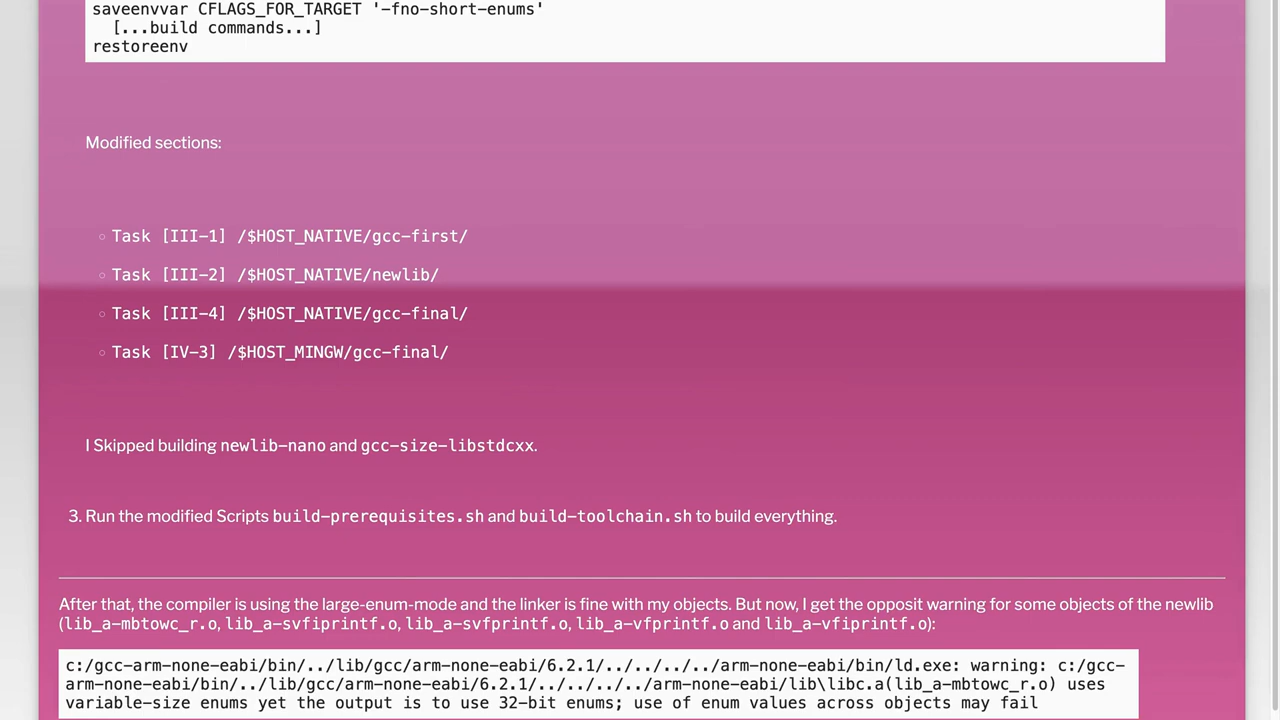 saveenvvar CFLAGS_FOR_TARGET '-fno-short-enums'
[...build commands...]
restoreenv
Modified sections:
Task [III-1] /$HOST_NATIVE/gcc-first/
Task [III-2] /$HOST_NATIVE/newlib/
Task [III-4] /$HOST_NATIVE/gcc-final/
Task [IV-3] /$HOST_MINGW/gcc-final/
I Skipped building newlib-nano and gcc-size-libstdcxx.
3. Run the modified Scripts build-prerequisites.sh and build-toolchain.sh to build everything.
After that, the compiler is using the large-enum-mode and the linker is fine with my objects. But now, I get the opposit warning for some objects of the newlib
(lib_a-mbtowc_r.o, lib_a-svfiprintf.o, lib_a-svfprintf.o, lib_a-vfprintf.o and lib_a-vfiprintf.o):
c:/gcc-arm-none-eabi/bin/../lib/gcc/arm-none-eabi/6.2.1/../../../../arm-none-eabi/bin/ld.exe: warning: c:/gcc-
arm-none-eabi/bin/../lib/gcc/arm-none-eabi/6.2.1/../../../../arm-none-eabi/lib\libc.a(lib_a-mbtowc_r.o) uses
variable-size enums yet the output is to use 32-bit enums; use of enum values across objects may fail